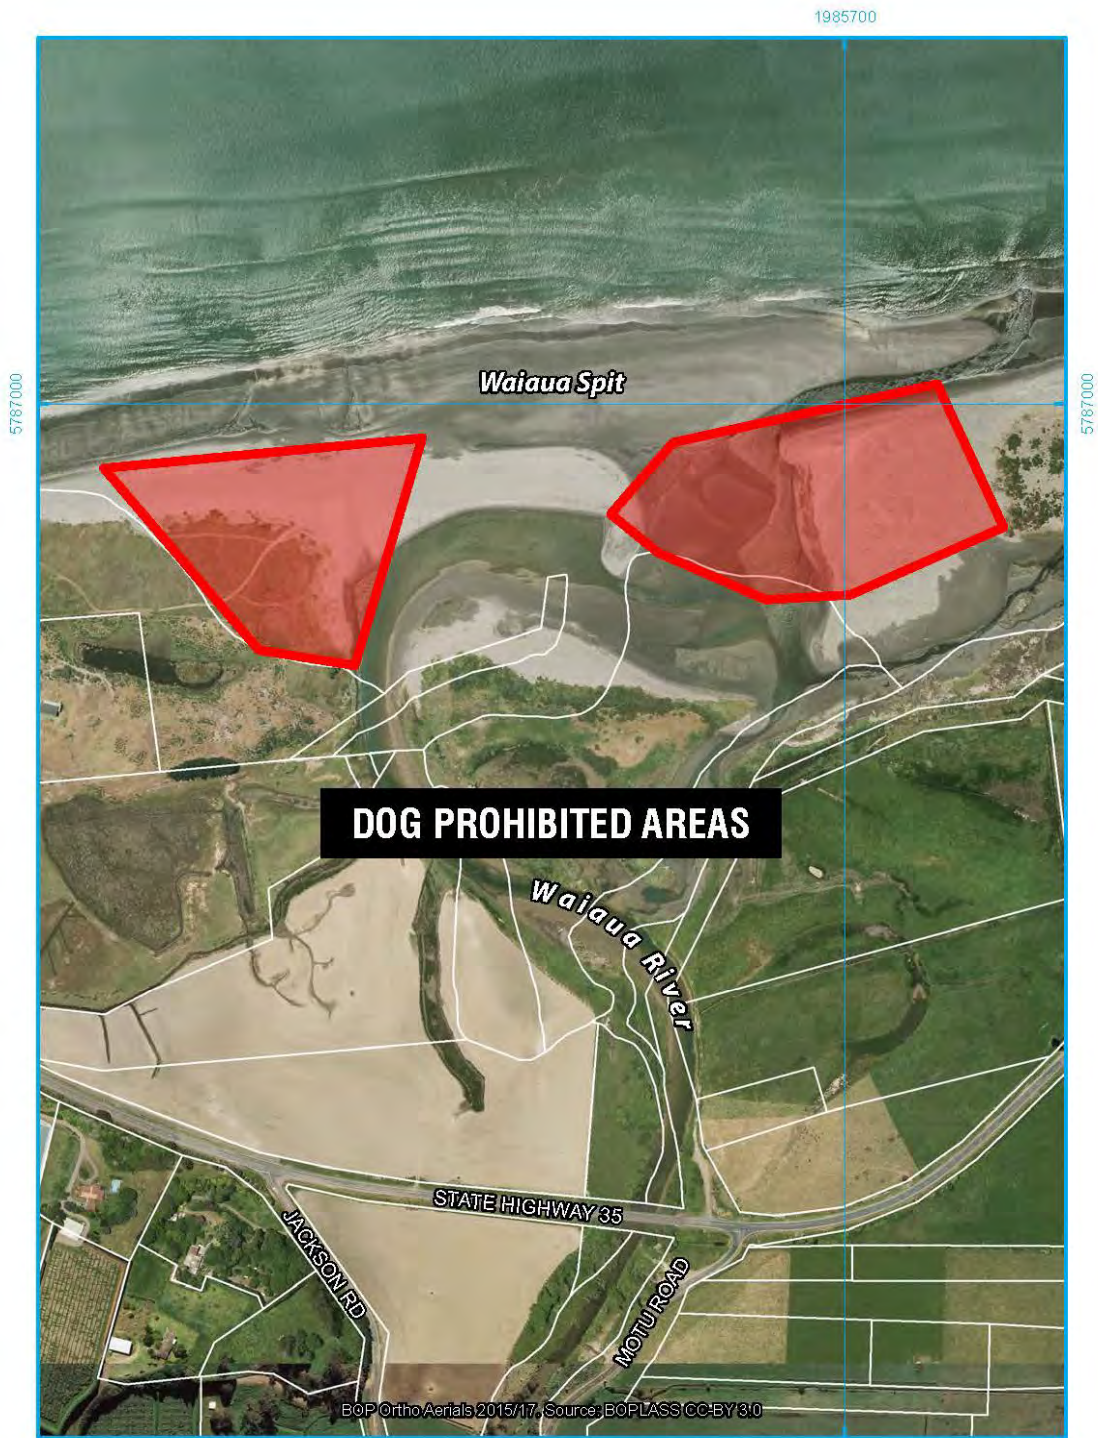 1985700
5787000
5787000
Waiaua Spit
DOG PROHIBITED AREAS
Waiaua River
STATE HIGHWAY 35
JACKSON RD
MOTU ROAD
BOP Ortho Aerials 2015/17, Source: BOPLASS CC-BY 3.0